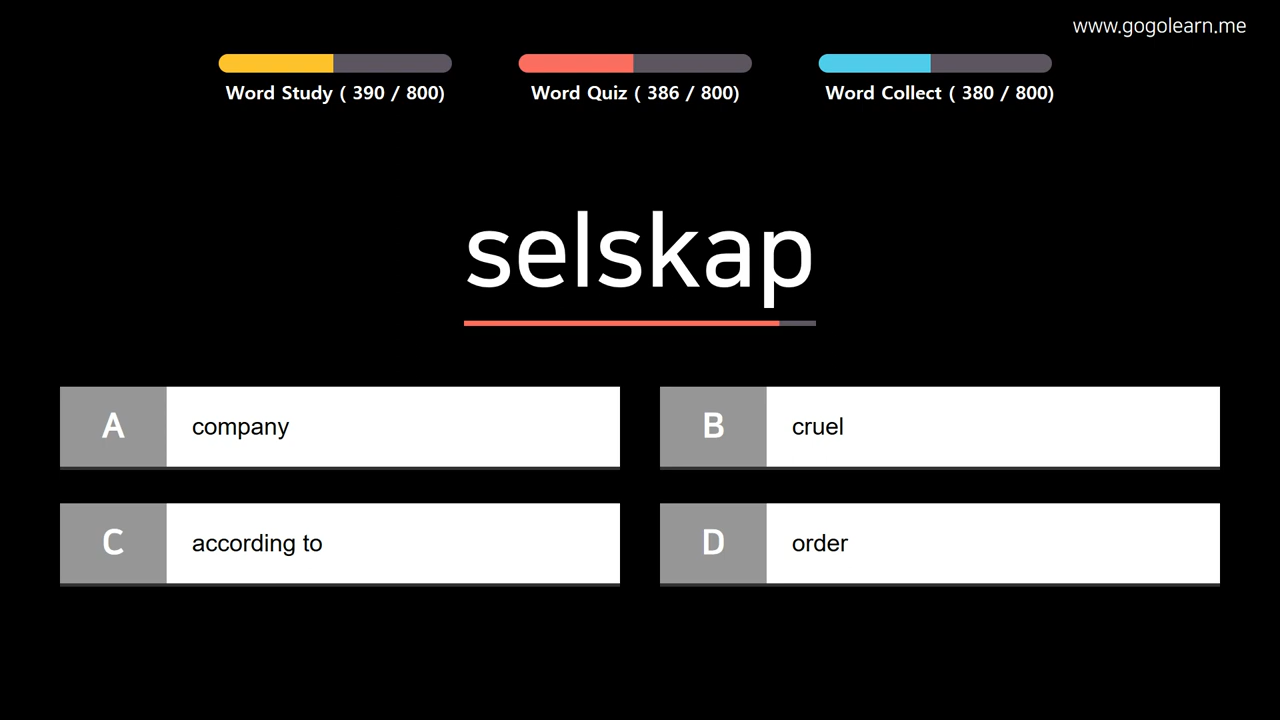 www.gogolearn.me
Word Study ( 390 / 800)
Word Quiz ( 386 / 800)
Word Collect ( 380 / 800)
selskap
A company
B cruel
C according to
D order